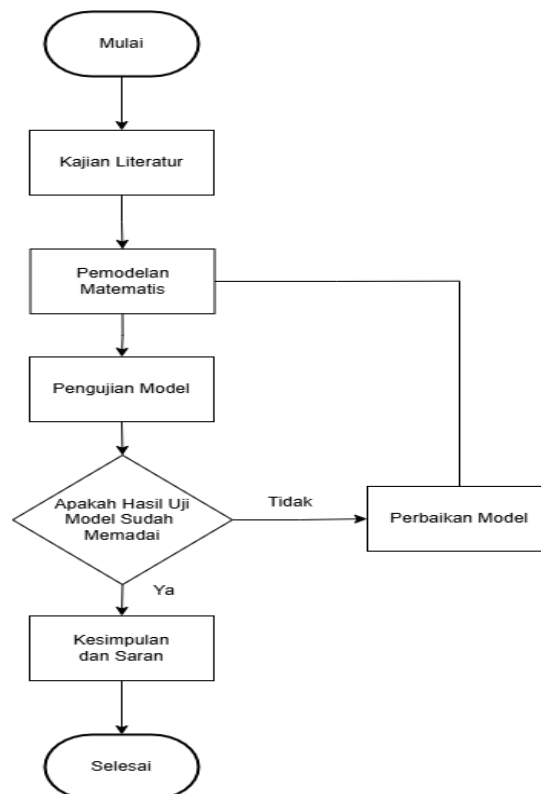 Mulai
Kajian Literatur
Pemodelan
Matematis
Pengujian Model
Apakah Hasil Uji
Model Sudah
Memadai
Tidak
Perbaikan Model
Ya
Kesimpulan
dan Saran
Selesai